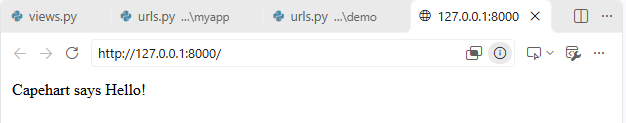 views.py urls.py ...\myapp urls.py ...\demo 127.0.0.1:8000
http://127.0.0.1:8000/
Capehart says Hello!